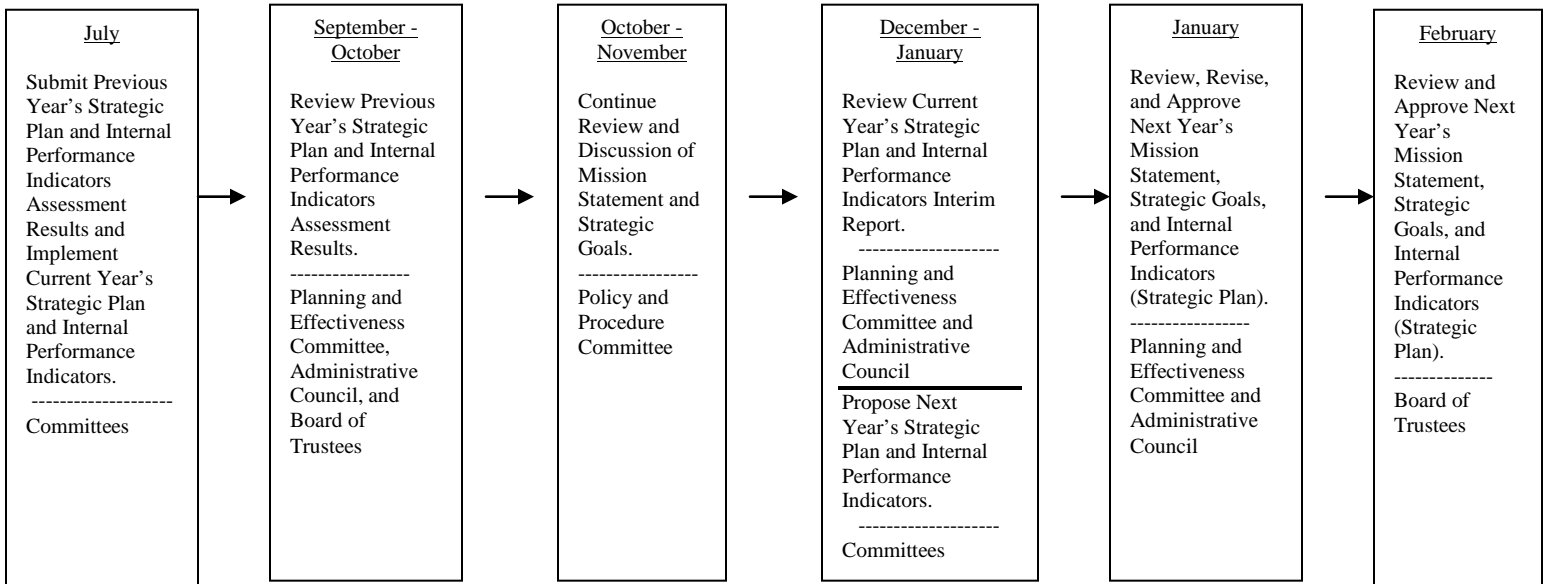 July
Submit Previous
Year’s Strategic
Plan and Internal
Performance
Indicators
Assessment
Results and
Implement
Current Year’s
Strategic Plan
and Internal
Performance
Indicators.
--------------------
Committees
September -
October
Review Previous
Year’s Strategic
Plan and Internal
Performance
Indicators
Assessment
Results.
-----------------
Planning and
Effectiveness
Committee,
Administrative
Council, and
Board of
Trustees
October -
November
Continue
Review and
Discussion of
Mission
Statement and
Strategic
Goals.
-----------------
Policy and
Procedure
Committee
December -
January
Review Current
Year’s Strategic
Plan and Internal
Performance
Indicators Interim
Report.
--------------------
Planning and
Effectiveness
Committee and
Administrative
Council
Propose Next
Year’s Strategic
Plan and Internal
Performance
Indicators.
--------------------
Committees
January
Review, Revise,
and Approve
Next Year’s
Mission
Statement,
Strategic Goals,
and Internal
Performance
Indicators
(Strategic Plan).
-----------------
Planning and
Effectiveness
Committee and
Administrative
Council
February
Review and
Approve Next
Year’s
Mission
Statement,
Strategic
Goals, and
Internal
Performance
Indicators
(Strategic
Plan).
--------------
Board of
Trustees